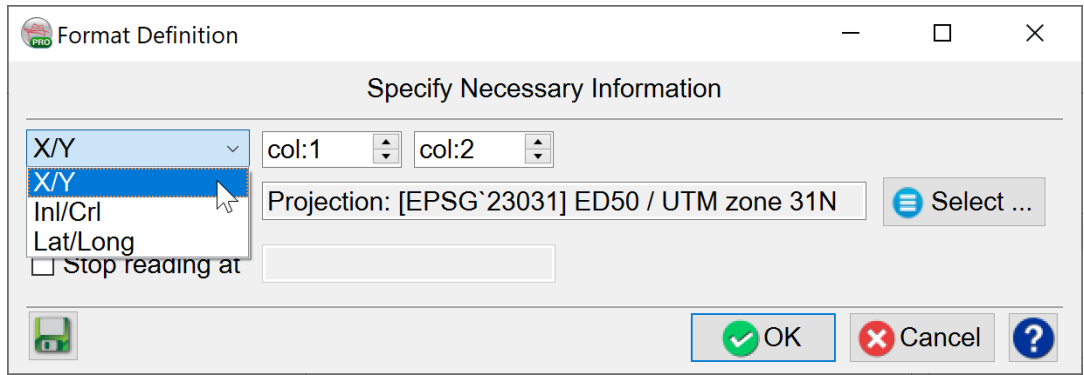 PRO Format Definition
Specify Necessary Information
X/Y col:1 col:2
X/Y
Projection: [EPSG`23031] ED50 / UTM zone 31N Select ...
Inl/Crl
Lat/Long
Stop reading at
OK Cancel ?